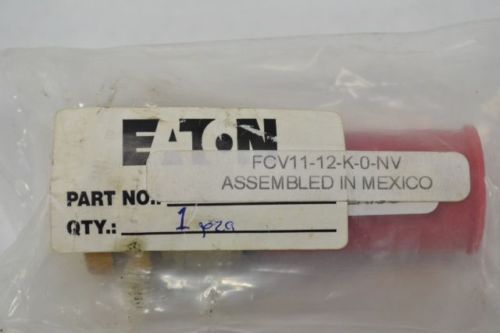 EATON
FCV11-12-K-0-NV
ASSEMBLED IN MEXICO
PART NO.:
QTY.: 1 pza